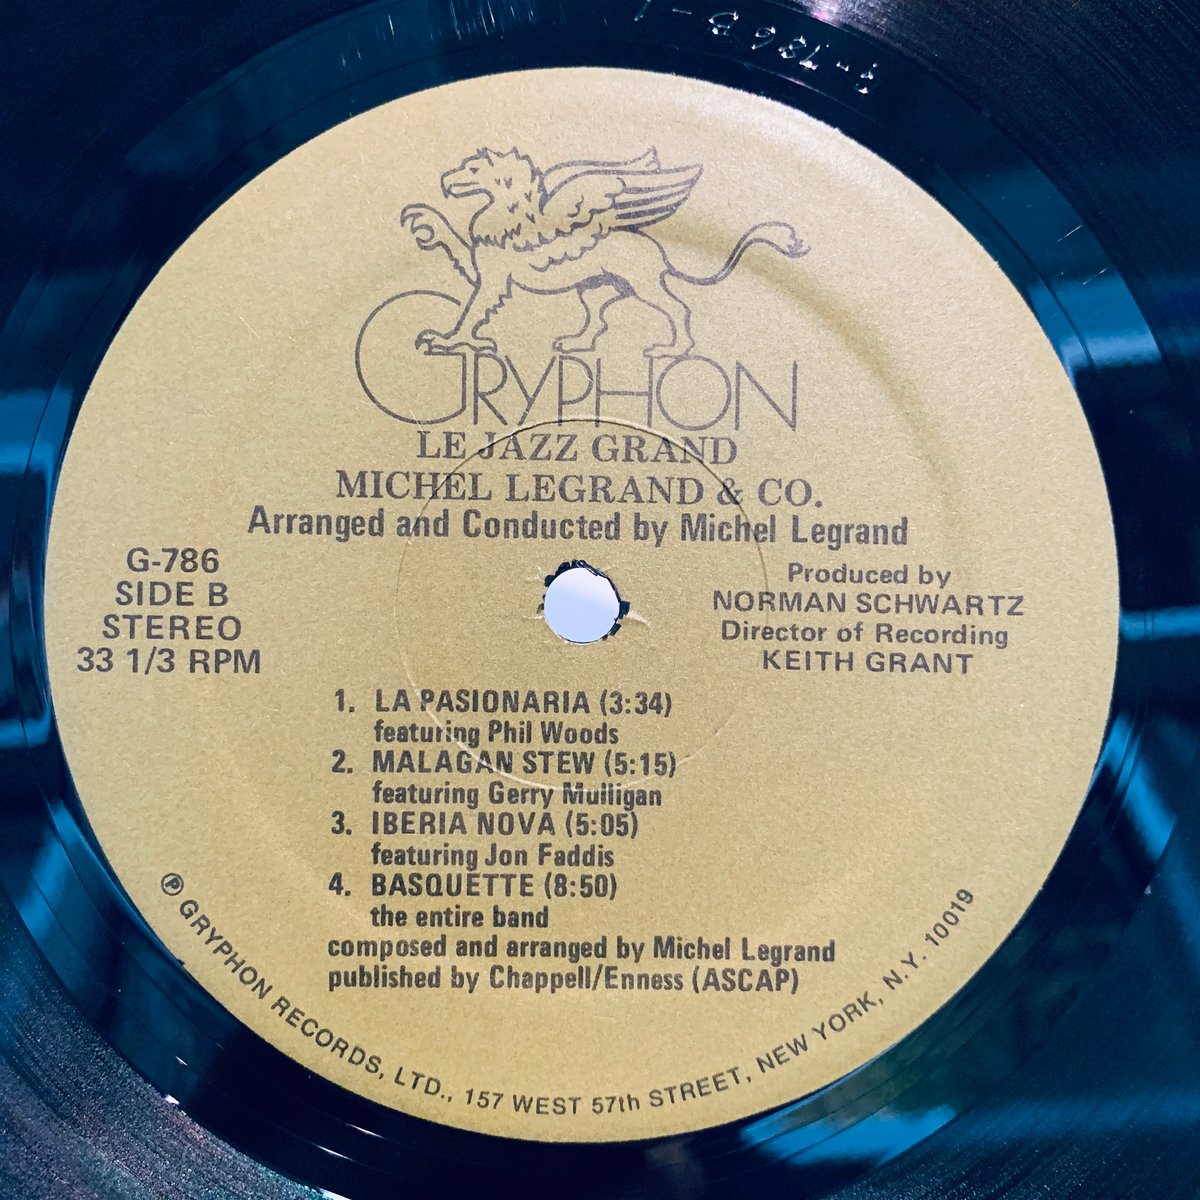 GRYPHON
LE JAZZ GRAND
MICHEL LEGRAND & CO.
Arranged and Conducted by Michel Legrand
G-786
SIDE B
STEREO
33 1/3 RPM
Produced by
NORMAN SCHWARTZ
Director of Recording
KEITH GRANT
1. LA PASIONARIA (3:34)
featuring Phil Woods
2. MALAGAN STEW (5:15)
featuring Gerry Mulligan
3. IBERIA NOVA (5:05)
featuring Jon Faddis
4. BASQUETTE (8:50)
the entire band
composed and arranged by Michel Legrand
published by Chappell/Enness (ASCAP)
℗ GRYPHON RECORDS, LTD., 157 WEST 57th STREET, NEW YORK, N.Y. 10019